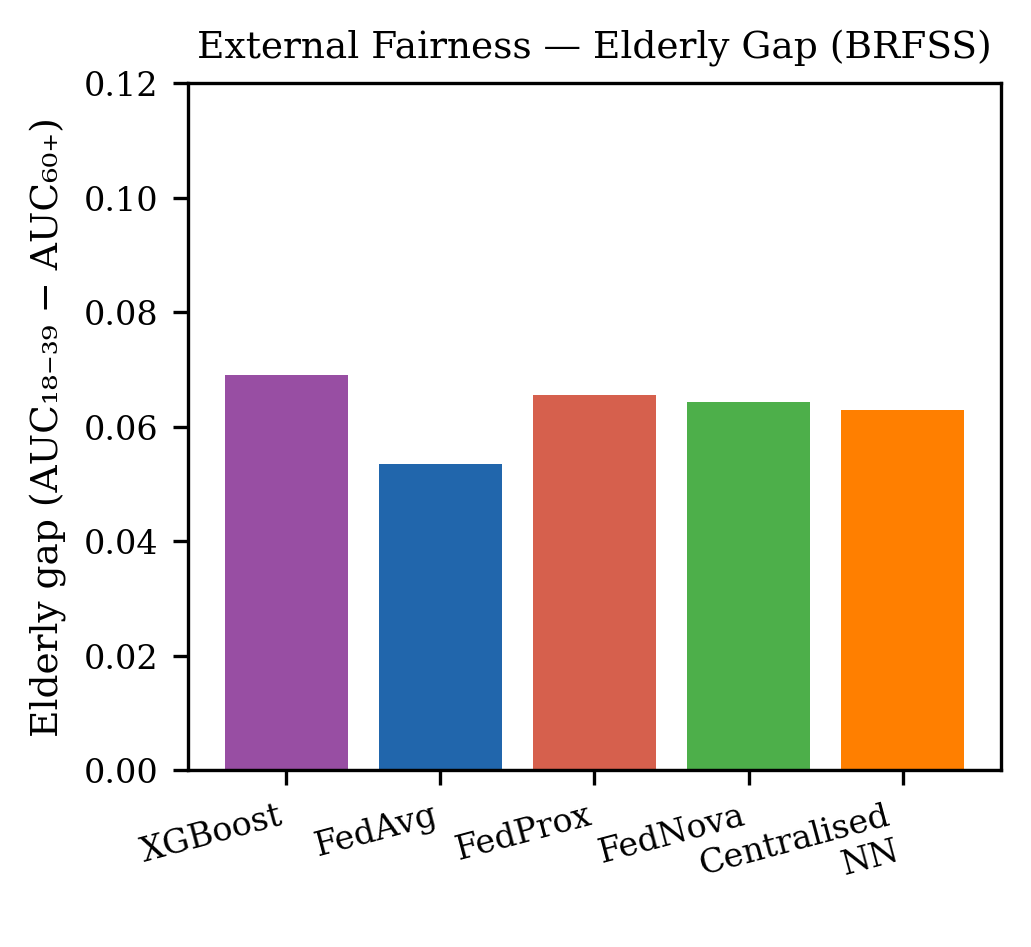 External Fairness — Elderly Gap (BRFSS)
Elderly gap (AUC₁₈₋₃₉ − AUC₆₀₊)
0.12
0.10
0.08
0.06
0.04
0.02
0.00
XGBoost
FedAvg
FedProx
FedNova
Centralised
NN